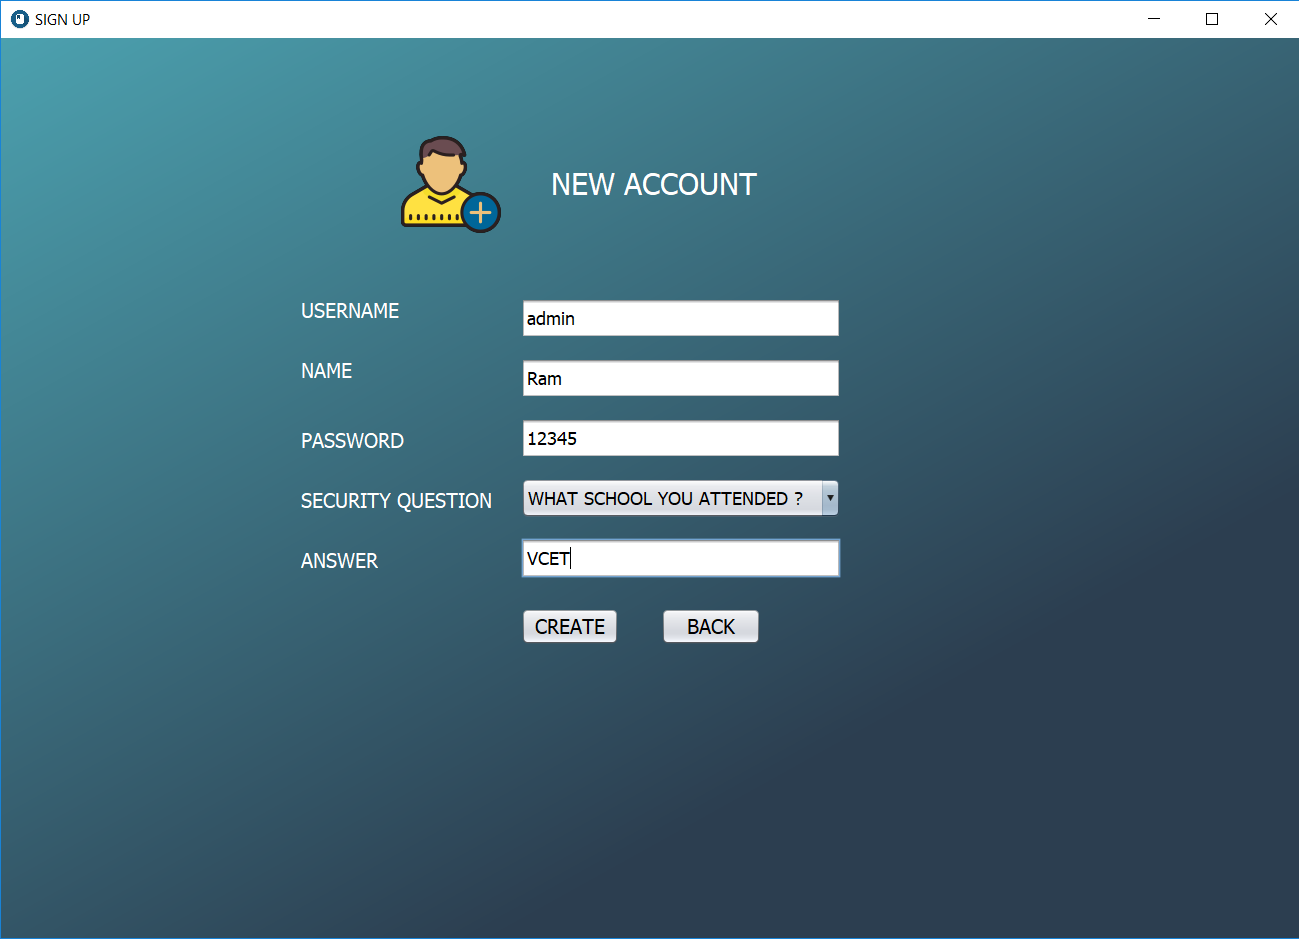 SIGN UP
NEW ACCOUNT
USERNAME admin
NAME Ram
PASSWORD 12345
SECURITY QUESTION WHAT SCHOOL YOU ATTENDED ?
ANSWER VCET
CREATE BACK